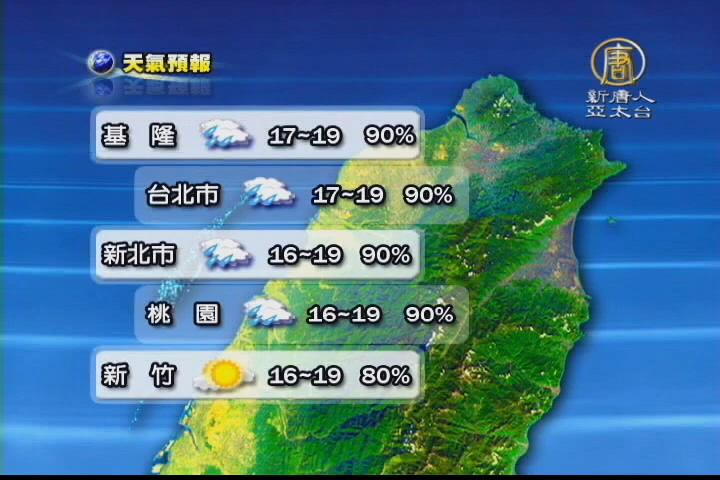 天氣預報
新唐人
亞太台
基隆 17~19 90%
台北市 17~19 90%
新北市 16~19 90%
桃園 16~19 90%
新竹 16~19 80%